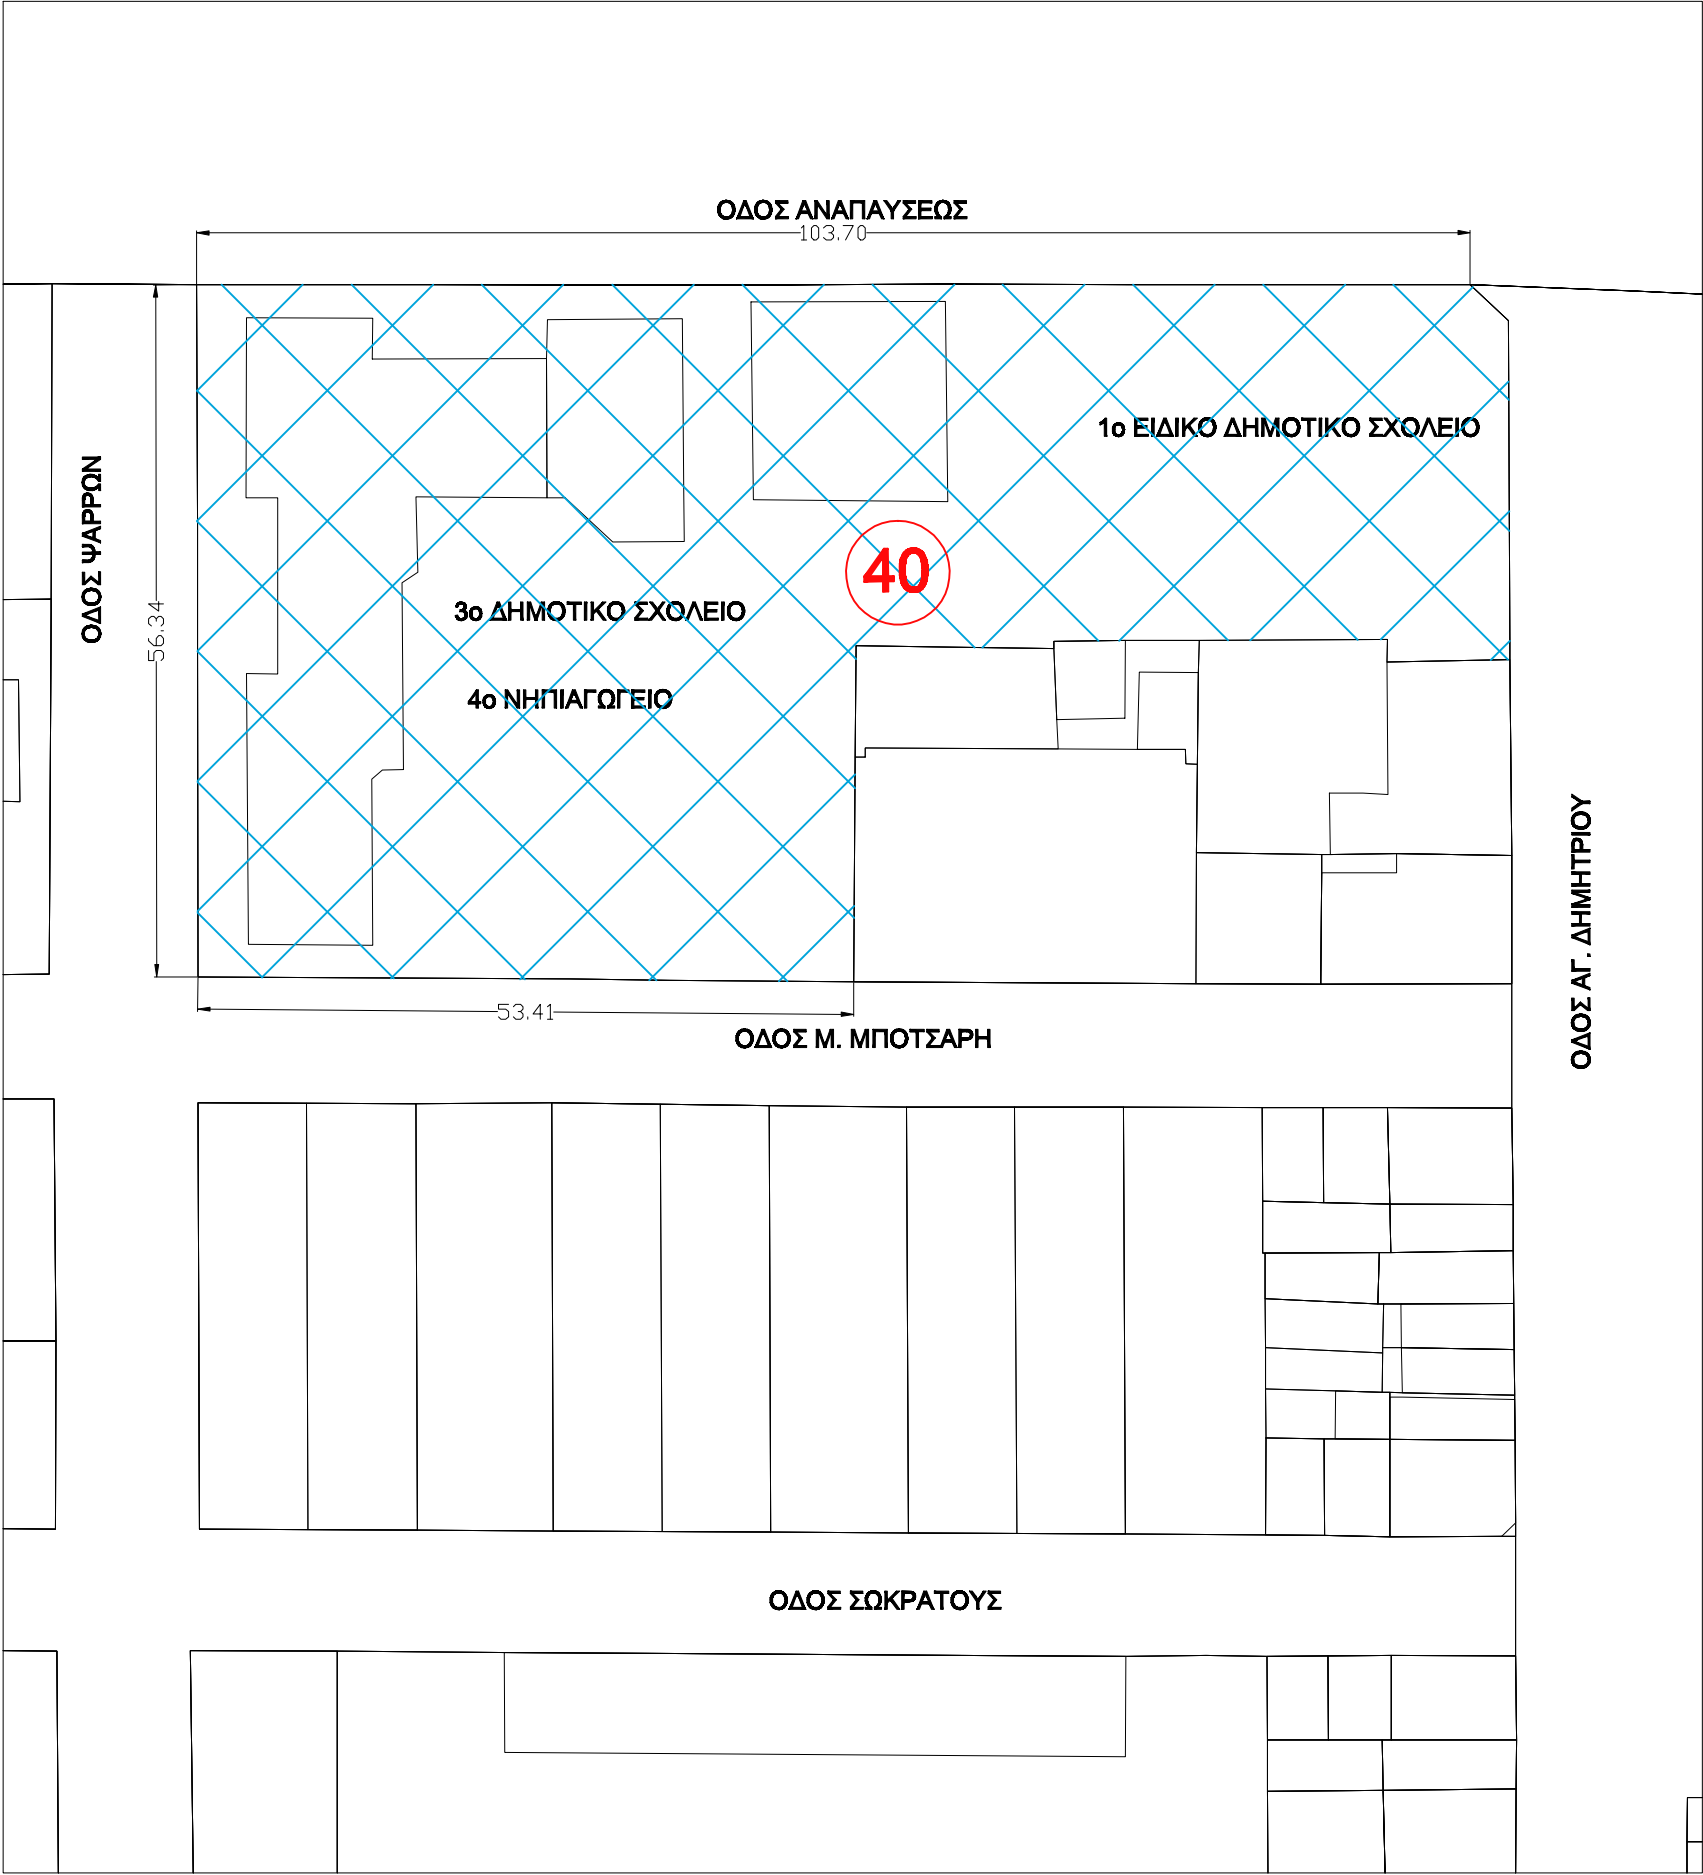 ΟΔΟΣ ΑΝΑΠΑΥΣΕΩΣ
103.70
1ο ΕΙΔΙΚΟ ΔΗΜΟΤΙΚΟ ΣΧΟΛΕΙΟ
ΟΔΟΣ ΨΑΡΡΩΝ
56.34
40
3ο ΔΗΜΟΤΙΚΟ ΣΧΟΛΕΙΟ
4ο ΝΗΠΙΑΓΩΓΕΙΟ
ΟΔΟΣ ΑΓ. ΔΗΜΗΤΡΙΟΥ
53.41
ΟΔΟΣ Μ. ΜΠΟΤΣΑΡΗ
ΟΔΟΣ ΣΩΚΡΑΤΟΥΣ